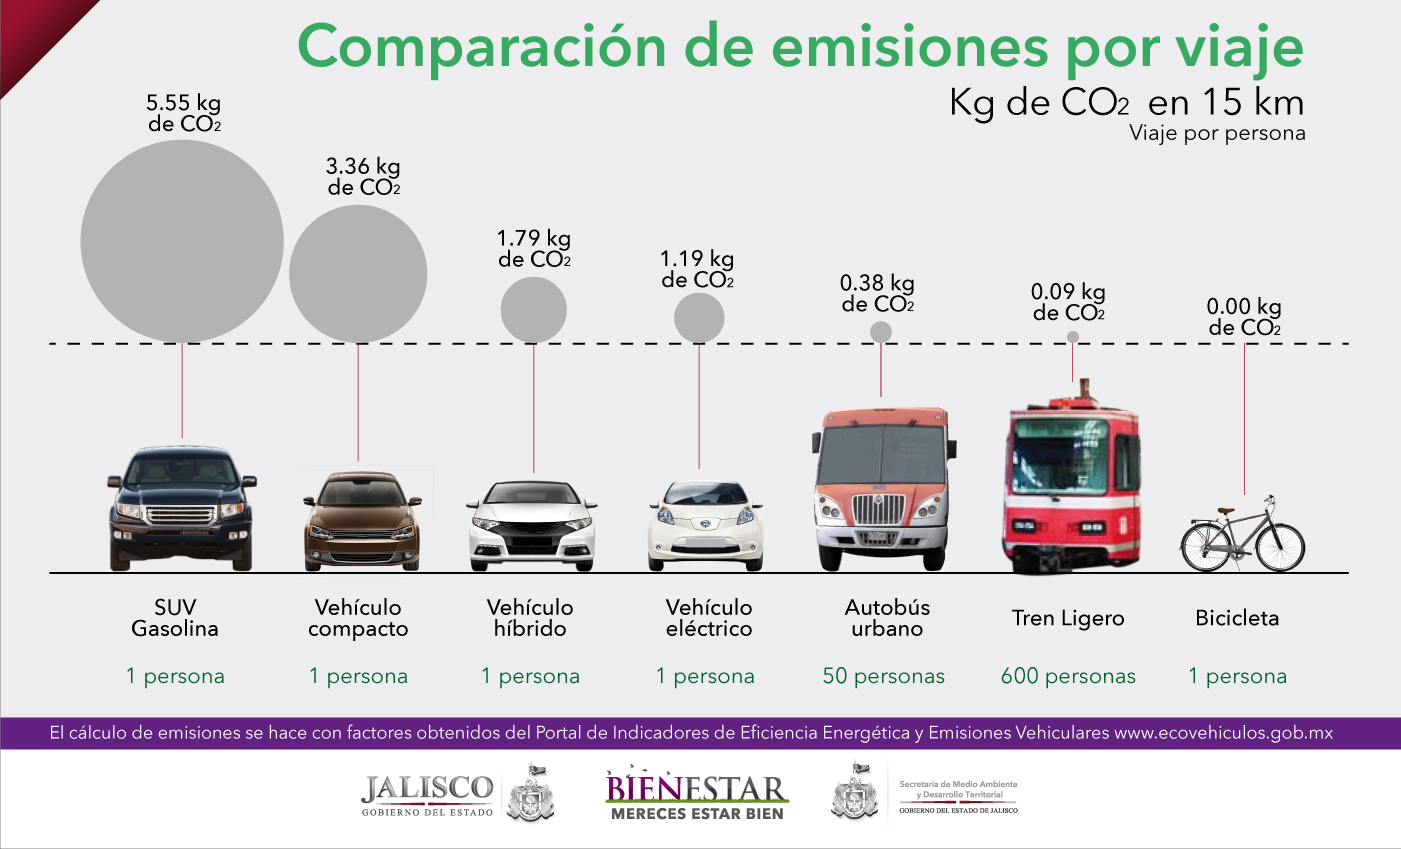 Comparación de emisiones por viaje
Kg de CO2 en 15 km
Viaje por persona
5.55 kg
de CO2
3.36 kg
de CO2
1.79 kg
de CO2
1.19 kg
de CO2
0.38 kg
de CO2
0.09 kg
de CO2
0.00 kg
de CO2
SUV
Gasolina
1 persona
Vehículo
compacto
1 persona
Vehículo
híbrido
1 persona
Vehículo
eléctrico
1 persona
Autobús
urbano
50 personas
Tren Ligero
600 personas
Bicicleta
1 persona
El cálculo de emisiones se hace con factores obtenidos del Portal de Indicadores de Eficiencia Energética y Emisiones Vehiculares www.ecovehiculos.gob.mx
JALISCO
GOBIERNO DEL ESTADO
BIENESTAR
MERECES ESTAR BIEN
Secretaría de Medio Ambiente
y Desarrollo Territorial
GOBIERNO DEL ESTADO DE JALISCO